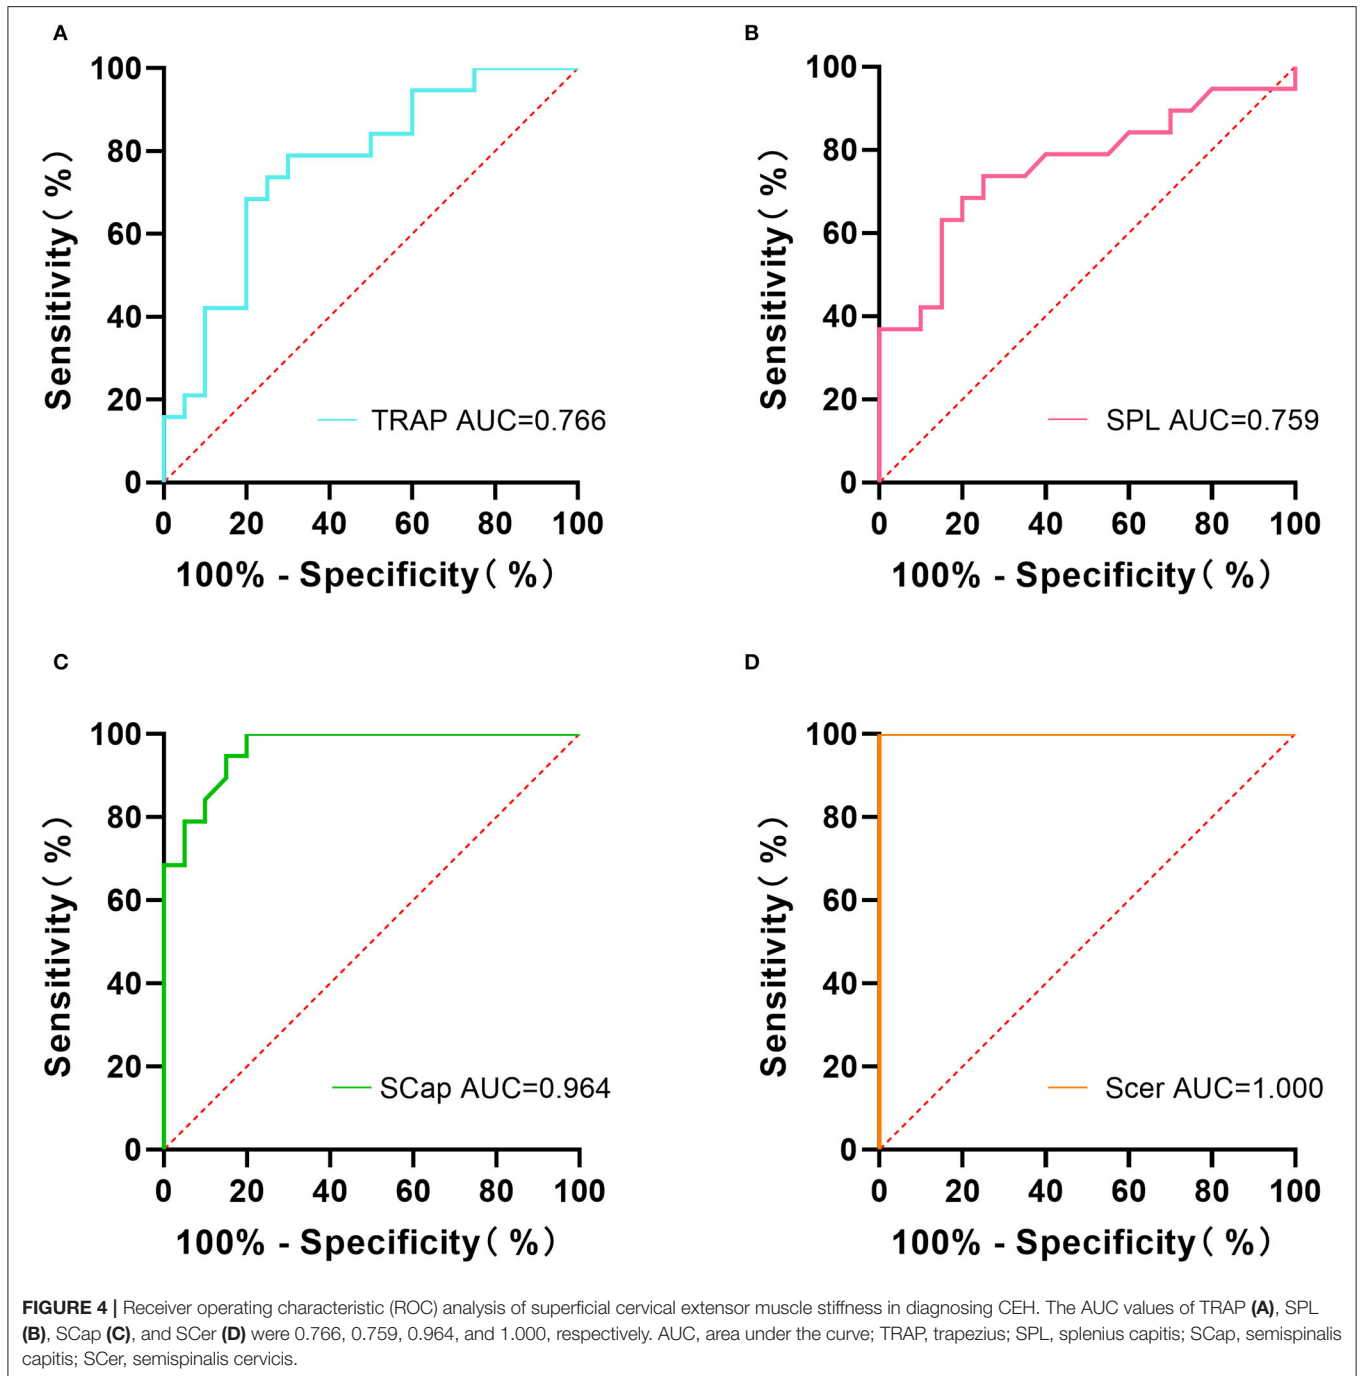 A
100
80
60
40
20
0
Sensitivity( %)
TRAP AUC=0.766
0 20 40 60 80 100
100% - Specificity( %)
B
100
80
60
40
20
0
Sensitivity( %)
SPL AUC=0.759
0 20 40 60 80 100
100% - Specificity( %)
C
100
80
60
40
20
0
Sensitivity( %)
SCap AUC=0.964
0 20 40 60 80 100
100% - Specificity( %)
D
100
80
60
40
20
0
Sensitivity( %)
Scer AUC=1.000
0 20 40 60 80 100
100% - Specificity( %)
FIGURE 4 | Receiver operating characteristic (ROC) analysis of superficial cervical extensor muscle stiffness in diagnosing CEH. The AUC values of TRAP (A), SPL
(B), SCap (C), and SCer (D) were 0.766, 0.759, 0.964, and 1.000, respectively. AUC, area under the curve; TRAP, trapezius; SPL, splenius capitis; SCap, semispinalis
capitis; SCer, semispinalis cervicis.